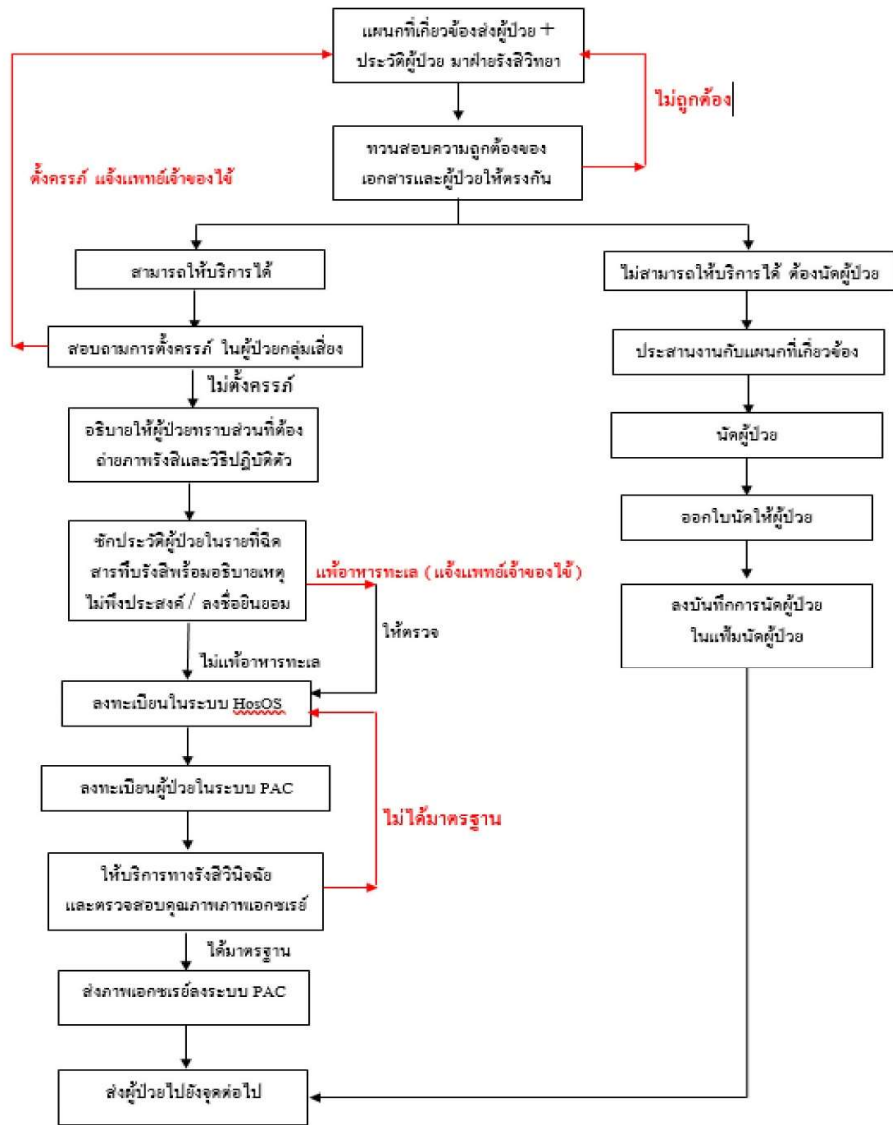 แผนกที่เกี่ยวข้องส่งผู้ป่วย +
ประวัติผู้ป่วย มาฝ่ายรังสีวิทยา
ไม่ถูกต้อง
ทวนสอบความถูกต้องของ
เอกสารและผู้ป่วยให้ตรงกัน
ตั้งครรภ์ แจ้งแพทย์เจ้าของไข้
สามารถให้บริการได้
ไม่สามารถให้บริการได้ ต้องนัดผู้ป่วย
สอบถามการตั้งครรภ์ ในผู้ป่วยกลุ่มเสี่ยง
ประสานงานกับแผนกที่เกี่ยวข้อง
ไม่ตั้งครรภ์
อธิบายให้ผู้ป่วยทราบส่วนที่ต้อง
ถ่ายภาพรังสีและวิธีปฏิบัติตัว
นัดผู้ป่วย
ออกใบนัดให้ผู้ป่วย
ซักประวัติผู้ป่วยในรายที่ฉีด
สารทึบรังสีพร้อมอธิบายเหตุ
ไม่พึงประสงค์ / ลงชื่อยินยอม
แพ้อาหารทะเล (แจ้งแพทย์เจ้าของไข้)
ให้ตรวจ
ลงบันทึกการนัดผู้ป่วย
ในแฟ้มนัดผู้ป่วย
ไม่แพ้อาหารทะเล
ลงทะเบียนในระบบ HosOS
ลงทะเบียนผู้ป่วยในระบบ PAC
ไม่ได้มาตรฐาน
ให้บริการทางรังสีวินิจฉัย
และตรวจสอบคุณภาพภาพเอกซเรย์
ได้มาตรฐาน
ส่งภาพเอกซเรย์ลงระบบ PAC
ส่งผู้ป่วยไปยังจุดต่อไป